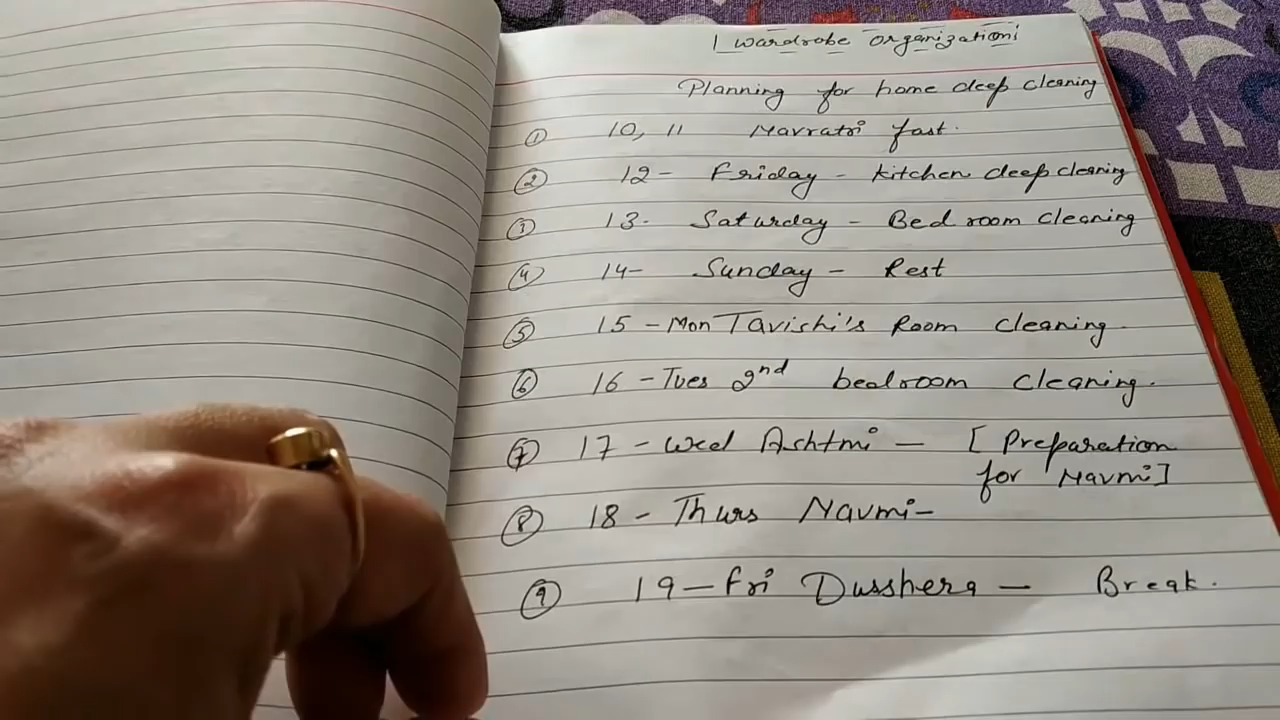 1 wardrobe organization
Planning for home deep cleaning
① 10, 11 Navratri fast.
② 12- Friday - kitchen deep cleaning
③ 13- Saturday - Bed room cleaning
④ 14- Sunday - Rest
⑤ 15 - Mon Tavishi's Room cleaning.
⑥ 16 - Tues 2nd bedroom cleaning.
⑦ 17 - Wed Ashtmi - [ Preparation
for Navmi]
⑧ 18 - Thurs Navmi-
⑨ 19 - Fri Dusshera - Break.